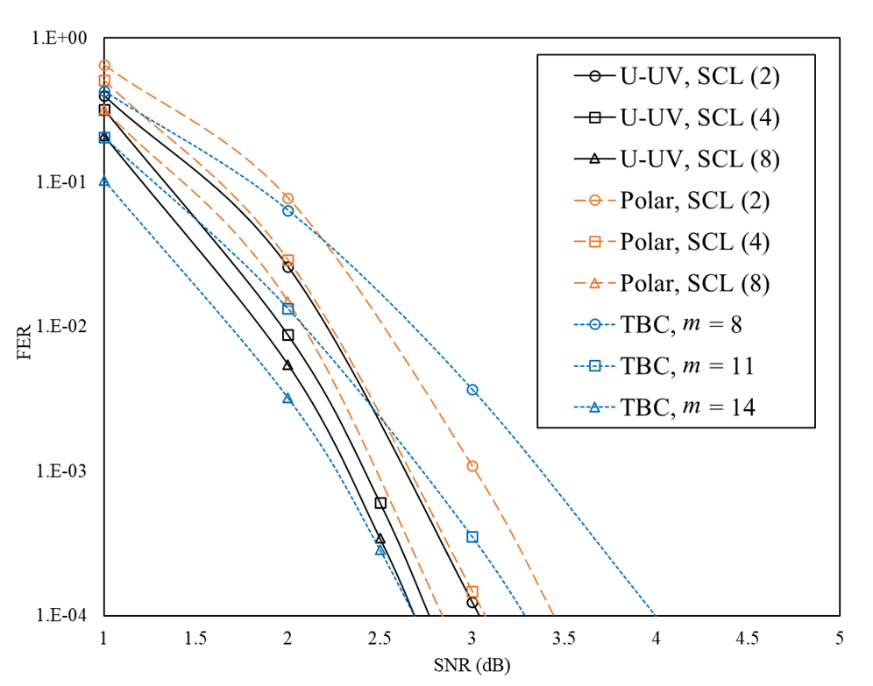 1.E+00
1.E-01
1.E-02
1.E-03
1.E-04
FER
1 1.5 2 2.5 3 3.5 4 4.5 5
SNR (dB)
U-UV, SCL (2)
U-UV, SCL (4)
U-UV, SCL (8)
Polar, SCL (2)
Polar, SCL (4)
Polar, SCL (8)
TBC, m = 8
TBC, m = 11
TBC, m = 14